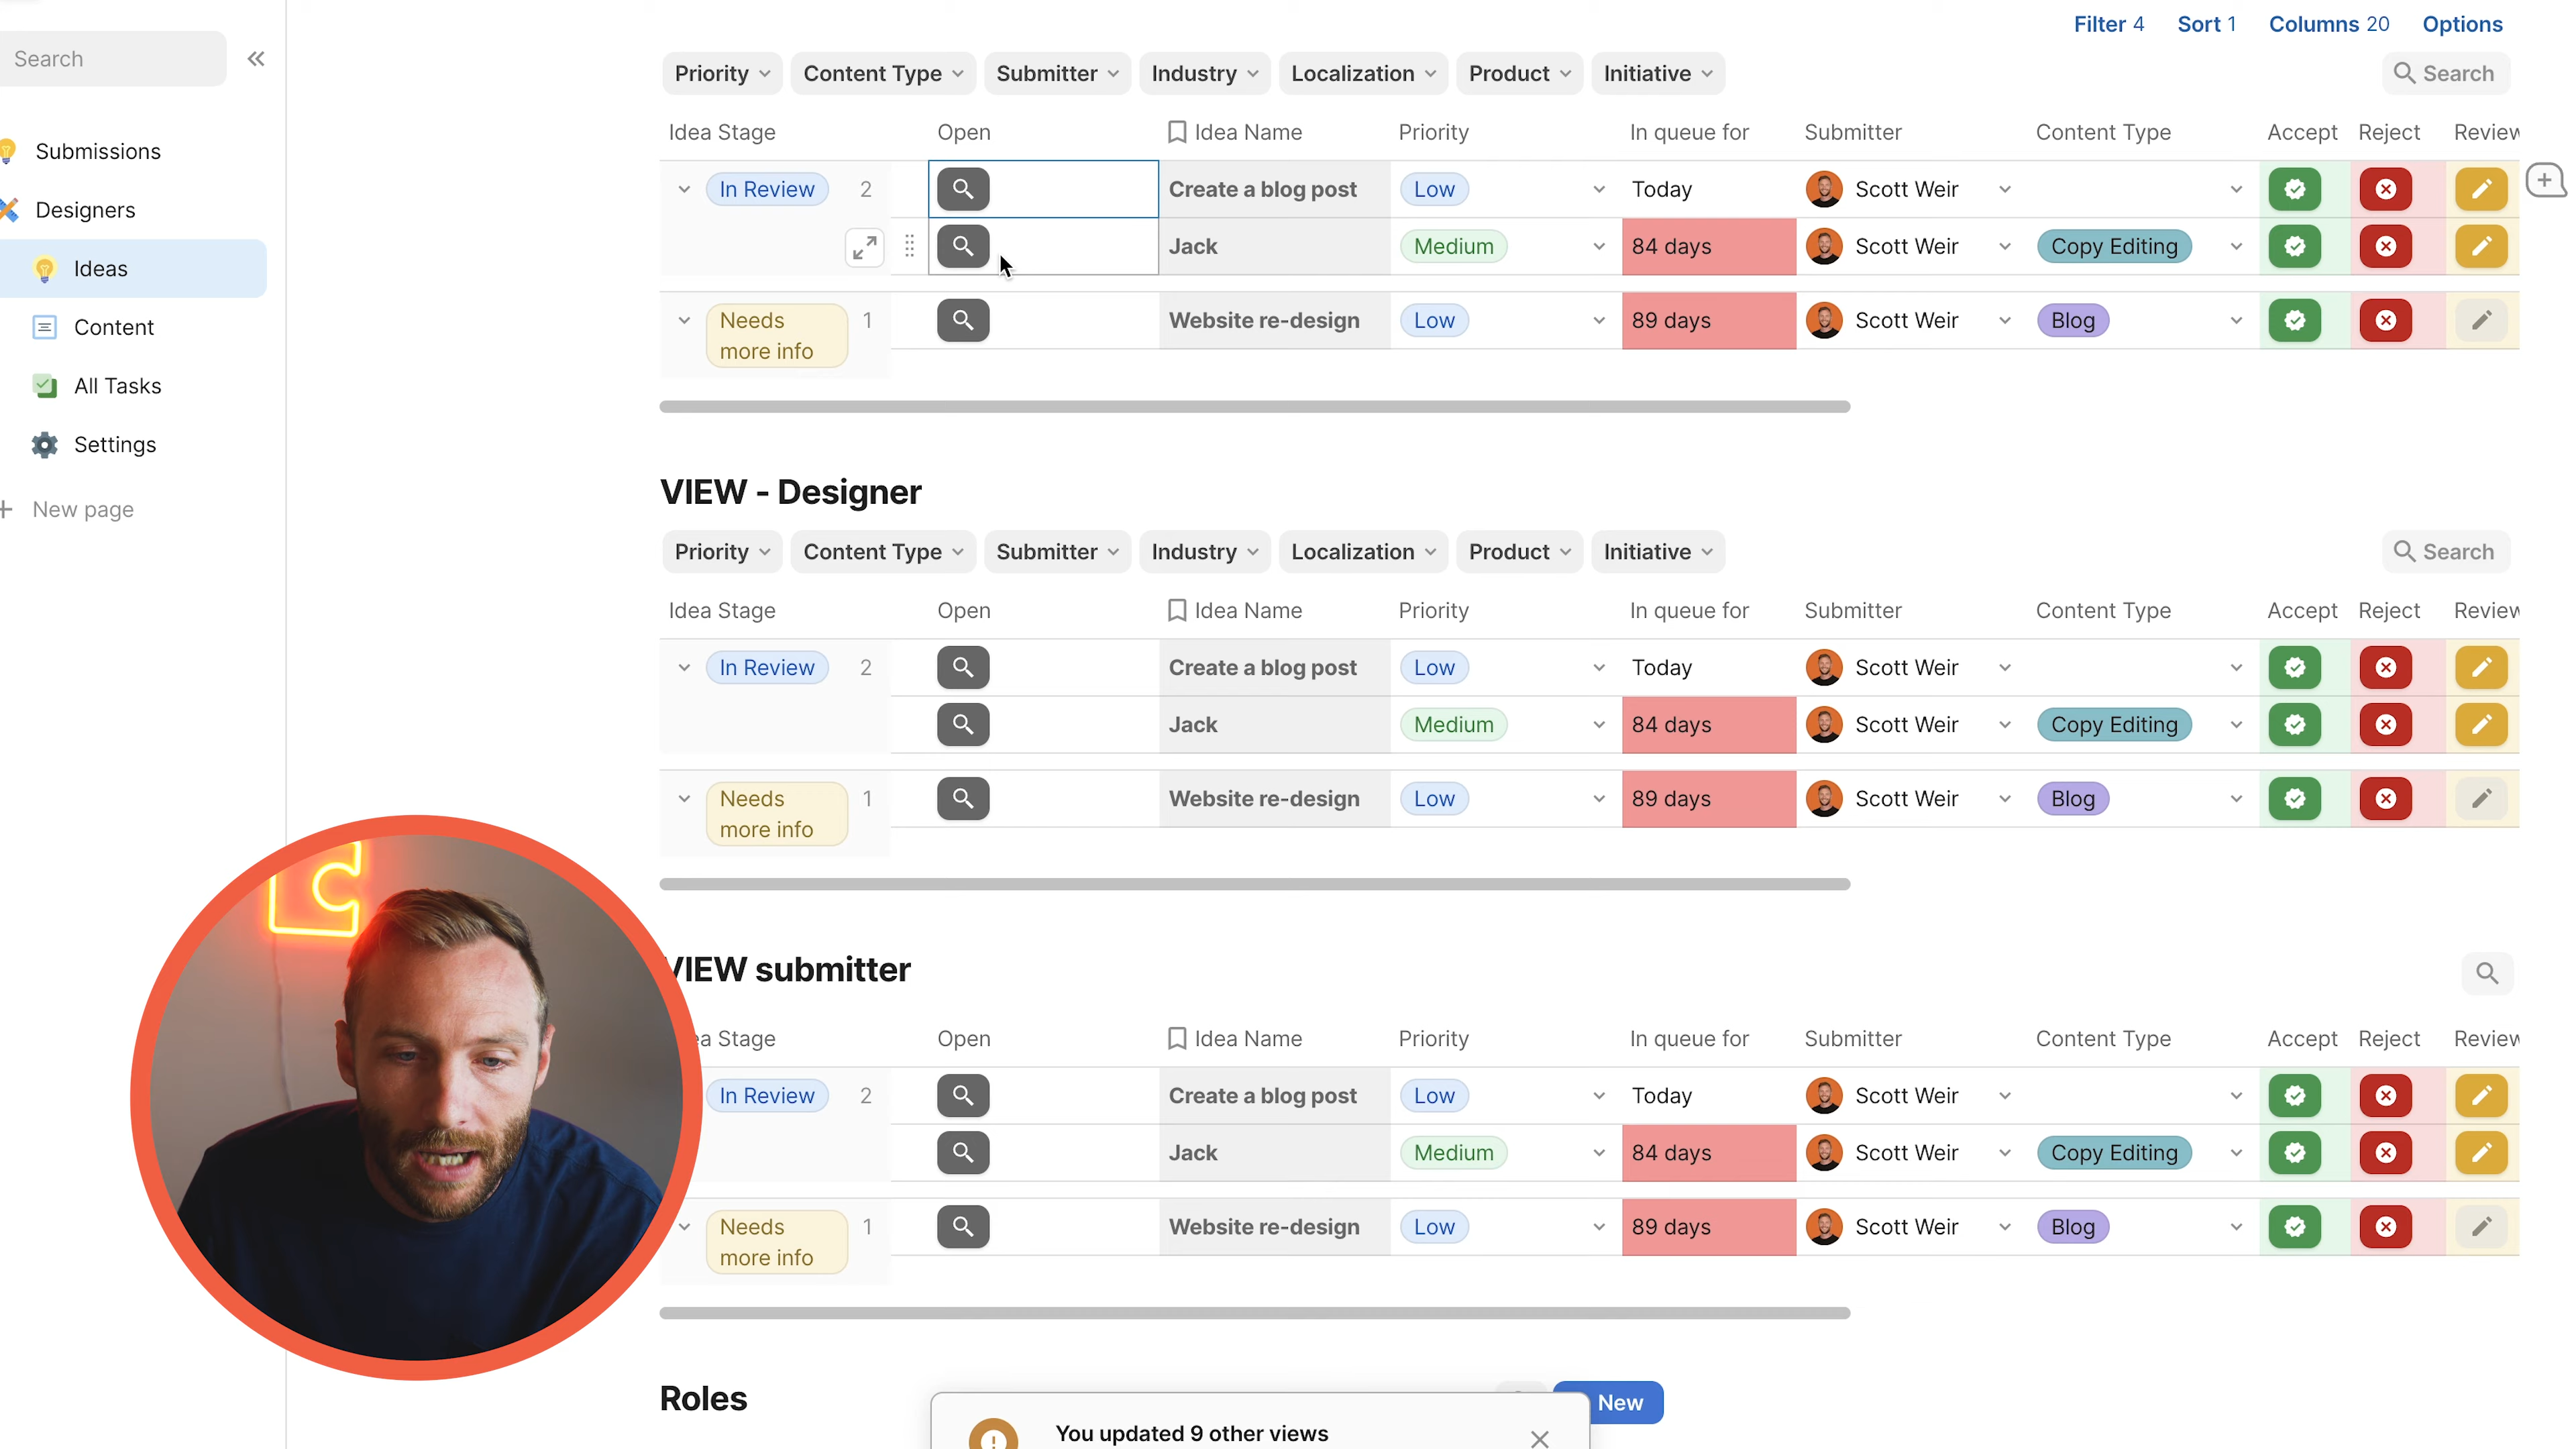 Filter 4 Sort 1 Columns 20 Options
Search
Priority Content Type Submitter Industry Localization Product Initiative Search
Idea Stage Open Idea Name Priority In queue for Submitter Content Type Accept Reject Review
In Review 2 Create a blog post Low Today Scott Weir
Jack Medium 84 days Scott Weir Copy Editing
Needs more info 1 Website re-design Low 89 days Scott Weir Blog
Submissions
Designers
Ideas
Content
All Tasks
Settings
New page
VIEW - Designer
Priority Content Type Submitter Industry Localization Product Initiative Search
Idea Stage Open Idea Name Priority In queue for Submitter Content Type Accept Reject Review
In Review 2 Create a blog post Low Today Scott Weir
Jack Medium 84 days Scott Weir Copy Editing
Needs more info 1 Website re-design Low 89 days Scott Weir Blog
VIEW submitter
ea Stage Open Idea Name Priority In queue for Submitter Content Type Accept Reject Review
In Review 2 Create a blog post Low Today Scott Weir
Jack Medium 84 days Scott Weir Copy Editing
Needs more info 1 Website re-design Low 89 days Scott Weir Blog
Roles New
You updated 9 other views